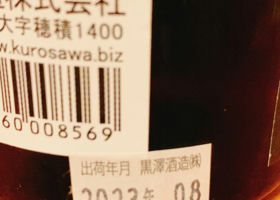 株式会社
大字穂積1400
www.kurosawa.biz
60008569
出荷年月 黒澤酒造㈱
2023年 08